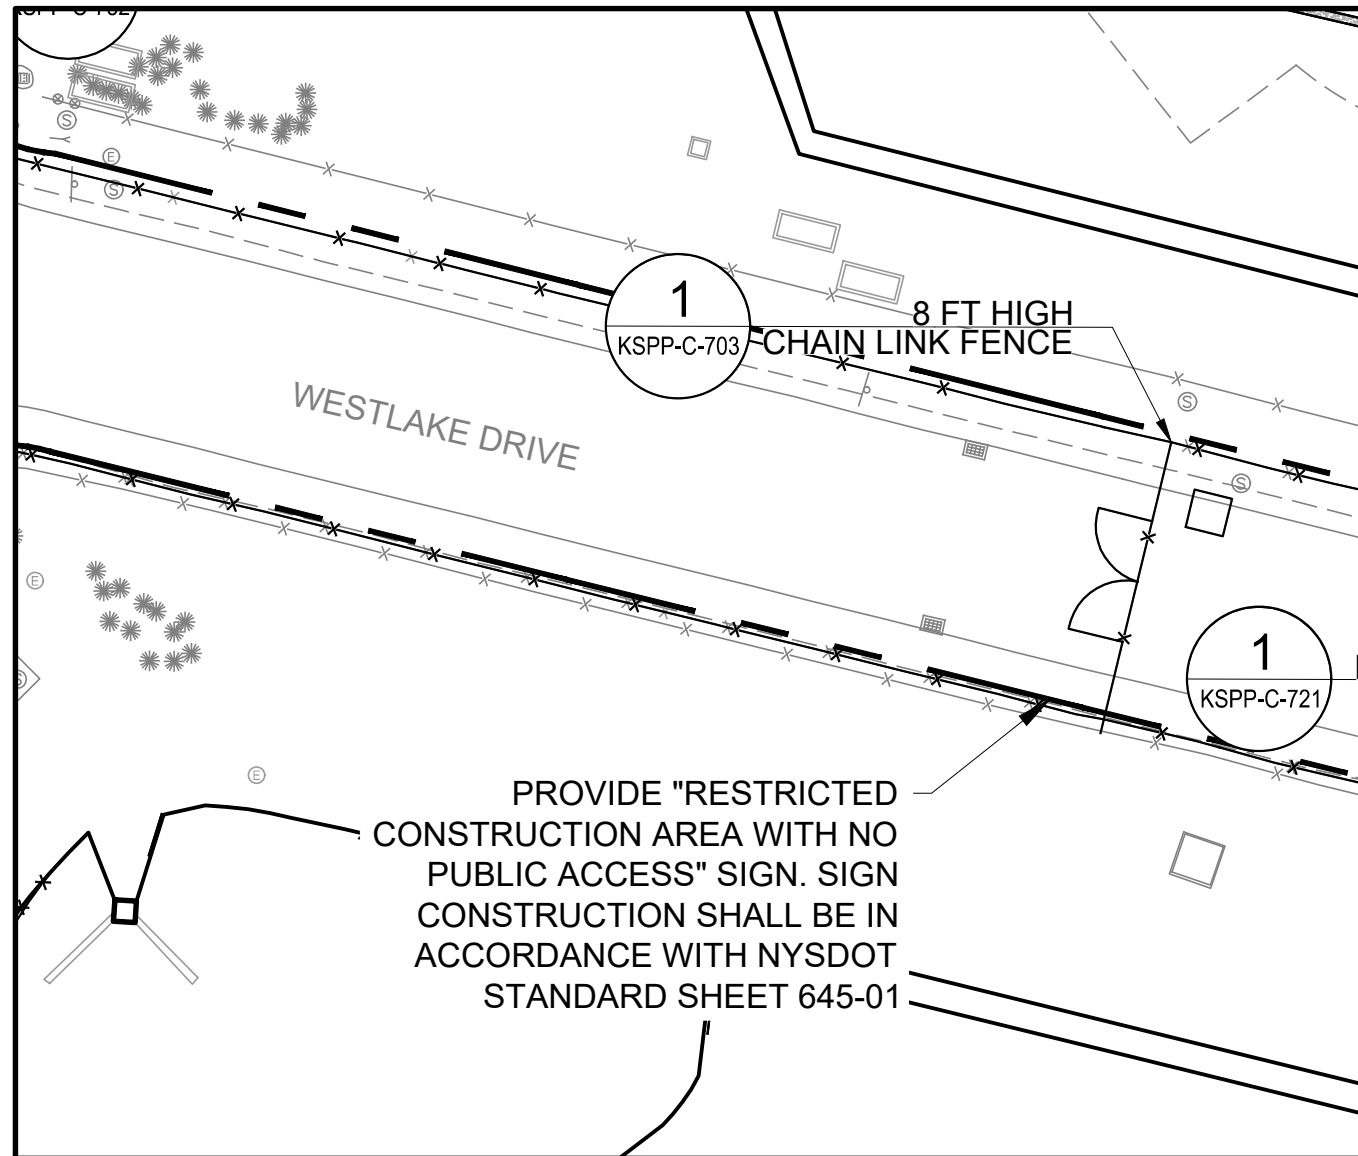 1
KSPP-C-703
8 FT HIGH
CHAIN LINK FENCE
WESTLAKE DRIVE
1
KSPP-C-721
PROVIDE "RESTRICTED
CONSTRUCTION AREA WITH NO
PUBLIC ACCESS" SIGN. SIGN
CONSTRUCTION SHALL BE IN
ACCORDANCE WITH NYSDOT
STANDARD SHEET 645-01
S
E
S
S
S
E
S
E